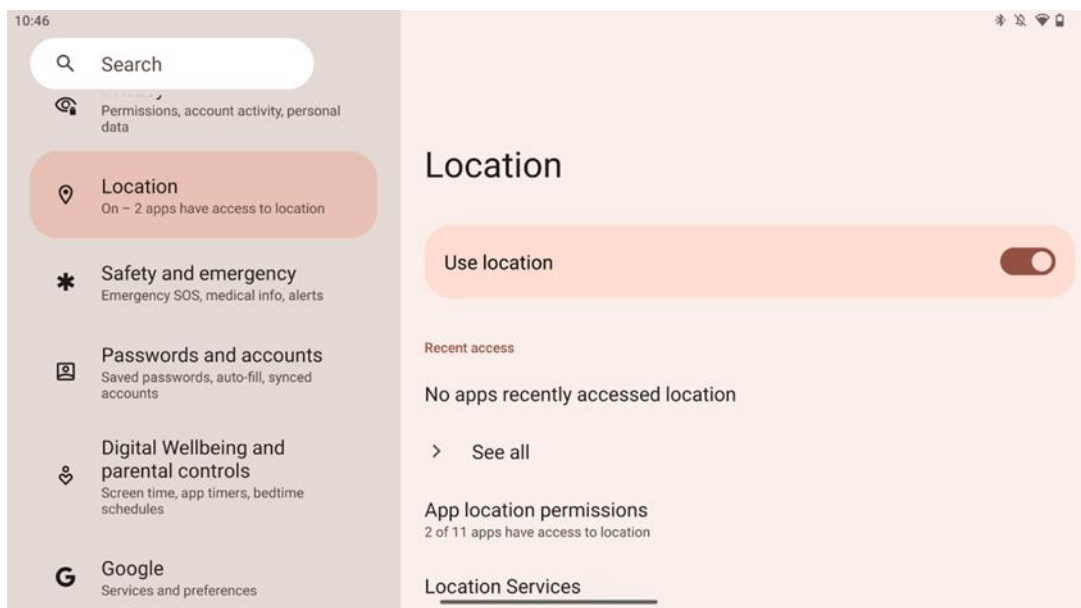 10:46
Search
Permissions, account activity, personal
data
Location
On – 2 apps have access to location
Safety and emergency
Emergency SOS, medical info, alerts
Passwords and accounts
Saved passwords, auto-fill, synced
accounts
Digital Wellbeing and
parental controls
Screen time, app timers, bedtime
schedules
Google
Services and preferences
Location
Use location
Recent access
No apps recently accessed location
See all
App location permissions
2 of 11 apps have access to location
Location Services